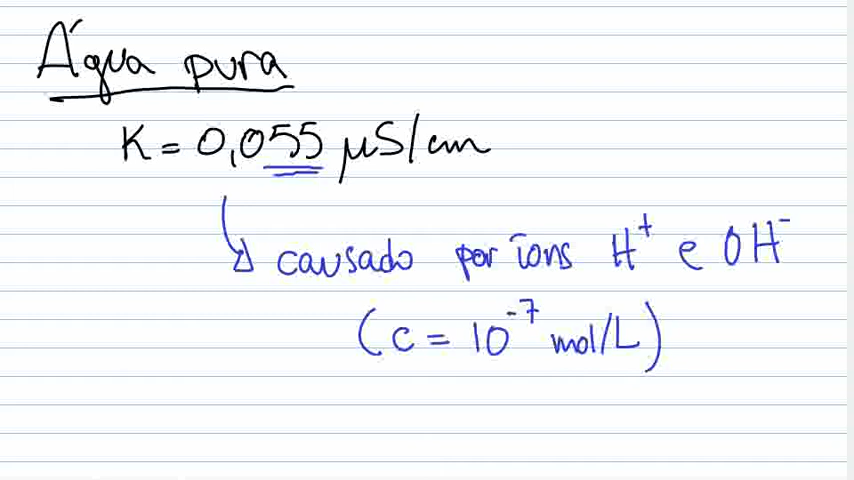 Água pura
K = 0,055 μS/cm
causado por íons H⁺ e OH⁻
(c = 10⁻⁷ mol/L)